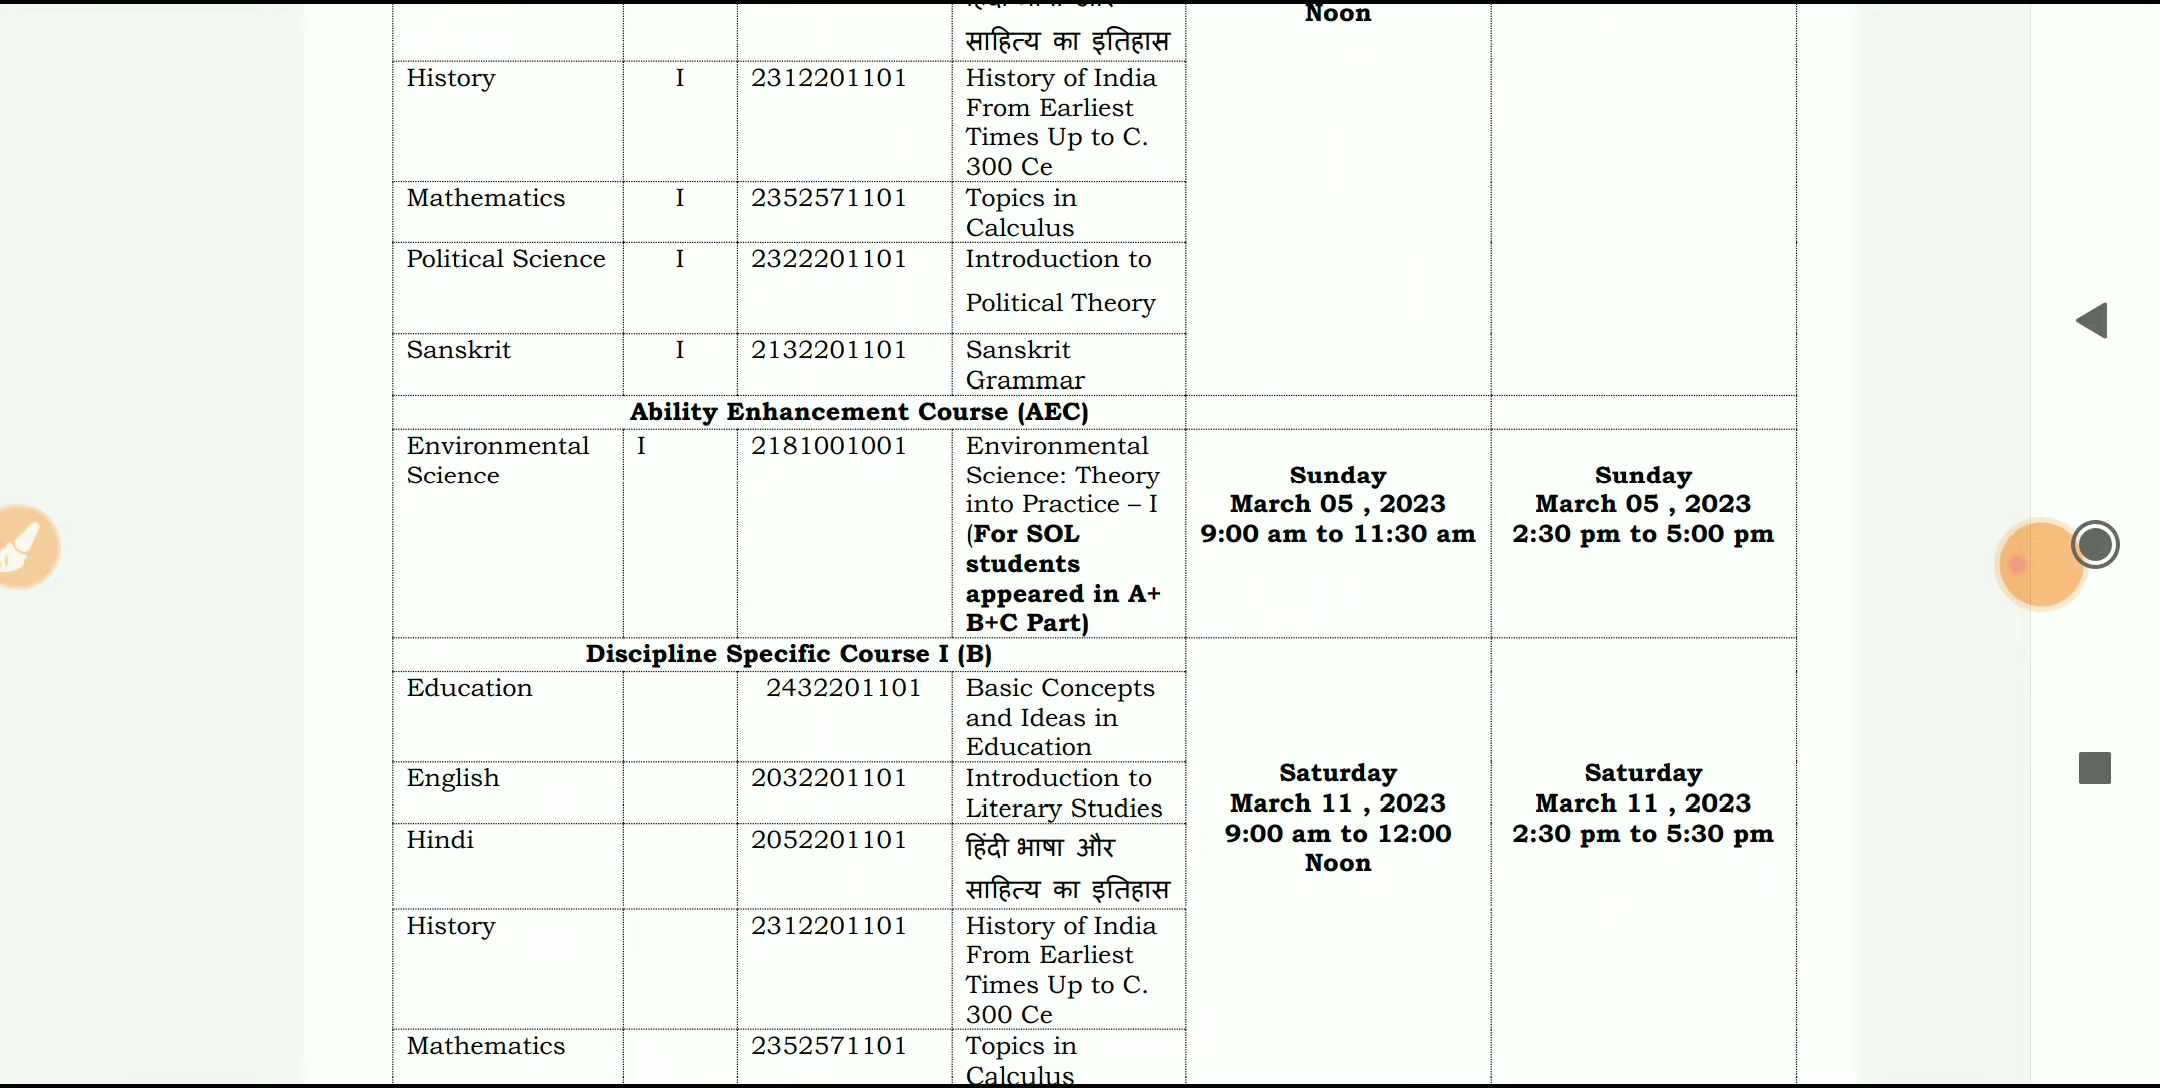 Noon
साहित्य का इतिहास
History I 2312201101 History of India
From Earliest
Times Up to C.
300 Ce
Mathematics I 2352571101 Topics in
Calculus
Political Science I 2322201101 Introduction to
Political Theory
Sanskrit I 2132201101 Sanskrit
Grammar
Ability Enhancement Course (AEC)
Environmental I 2181001001 Environmental
Science Science: Theory
into Practice – I
(For SOL
students
appeared in A+
B+C Part)
Sunday
March 05 , 2023
9:00 am to 11:30 am
Sunday
March 05 , 2023
2:30 pm to 5:00 pm
Discipline Specific Course I (B)
Education 2432201101 Basic Concepts
and Ideas in
Education
English 2032201101 Introduction to
Literary Studies
Hindi 2052201101 हिंदी भाषा और
साहित्य का इतिहास
History 2312201101 History of India
From Earliest
Times Up to C.
300 Ce
Mathematics 2352571101 Topics in
Calculus
Saturday
March 11 , 2023
9:00 am to 12:00
Noon
Saturday
March 11 , 2023
2:30 pm to 5:30 pm